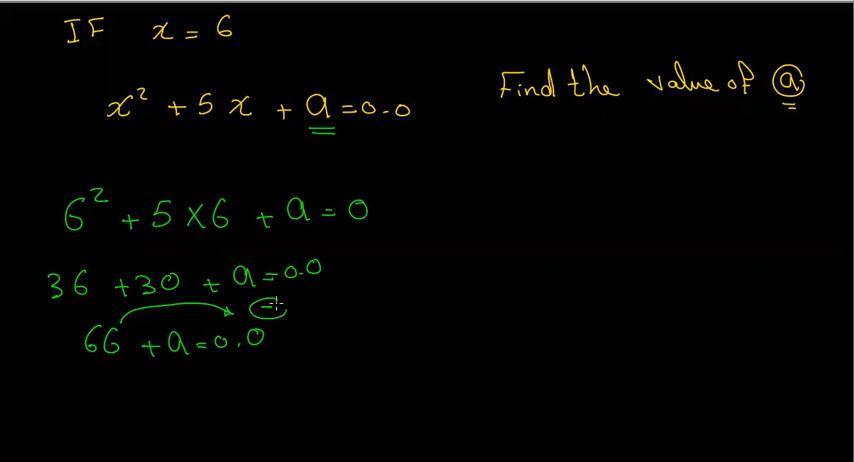 IF x = 6
x² + 5x + a = 0.0
Find the value of a
6² + 5 × 6 + a = 0
36 + 30 + a = 0.0
-
66 + a = 0.0